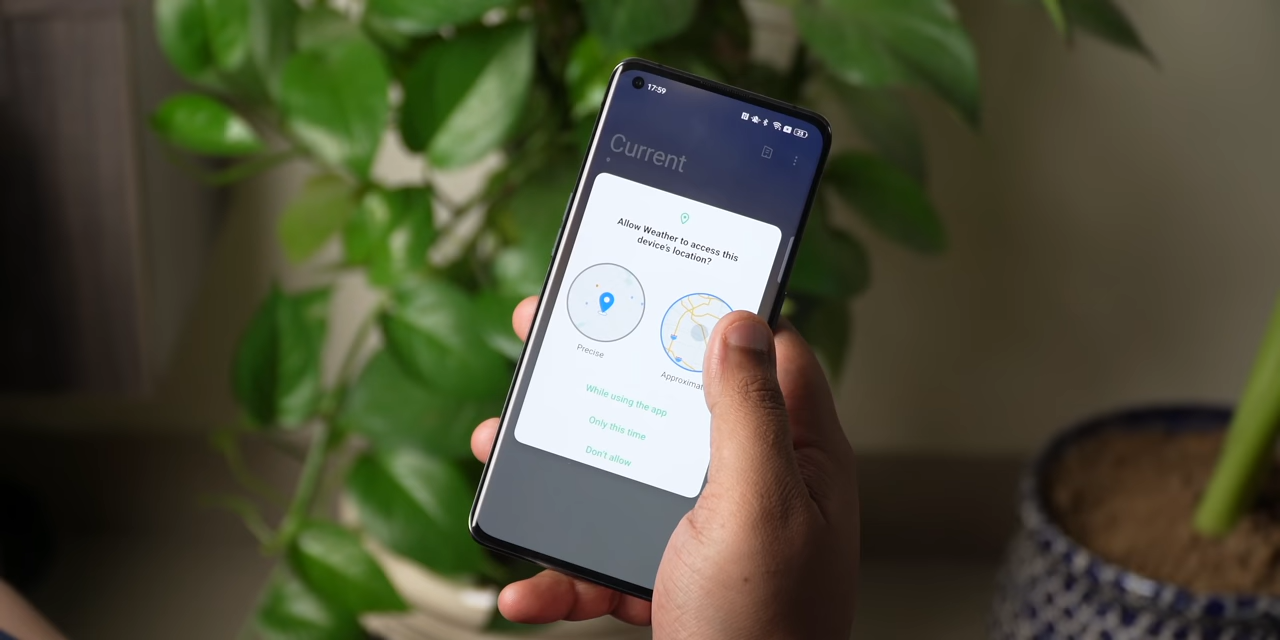 17:59
Current
Allow Weather to access this
device's location?
Precise
Approximat
While using the app
Only this time
Don't allow